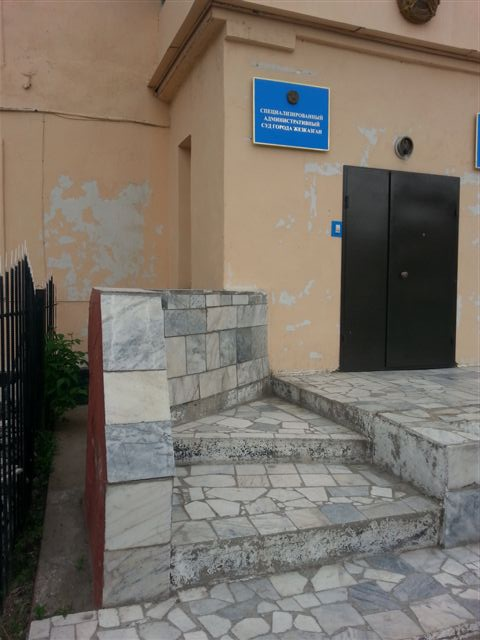 СПЕЦИАЛИЗИРОВАННЫЙ
АДМИНИСТРАТИВНЫЙ
СУД ГОРОДА ЖЕЗКАЗГАН